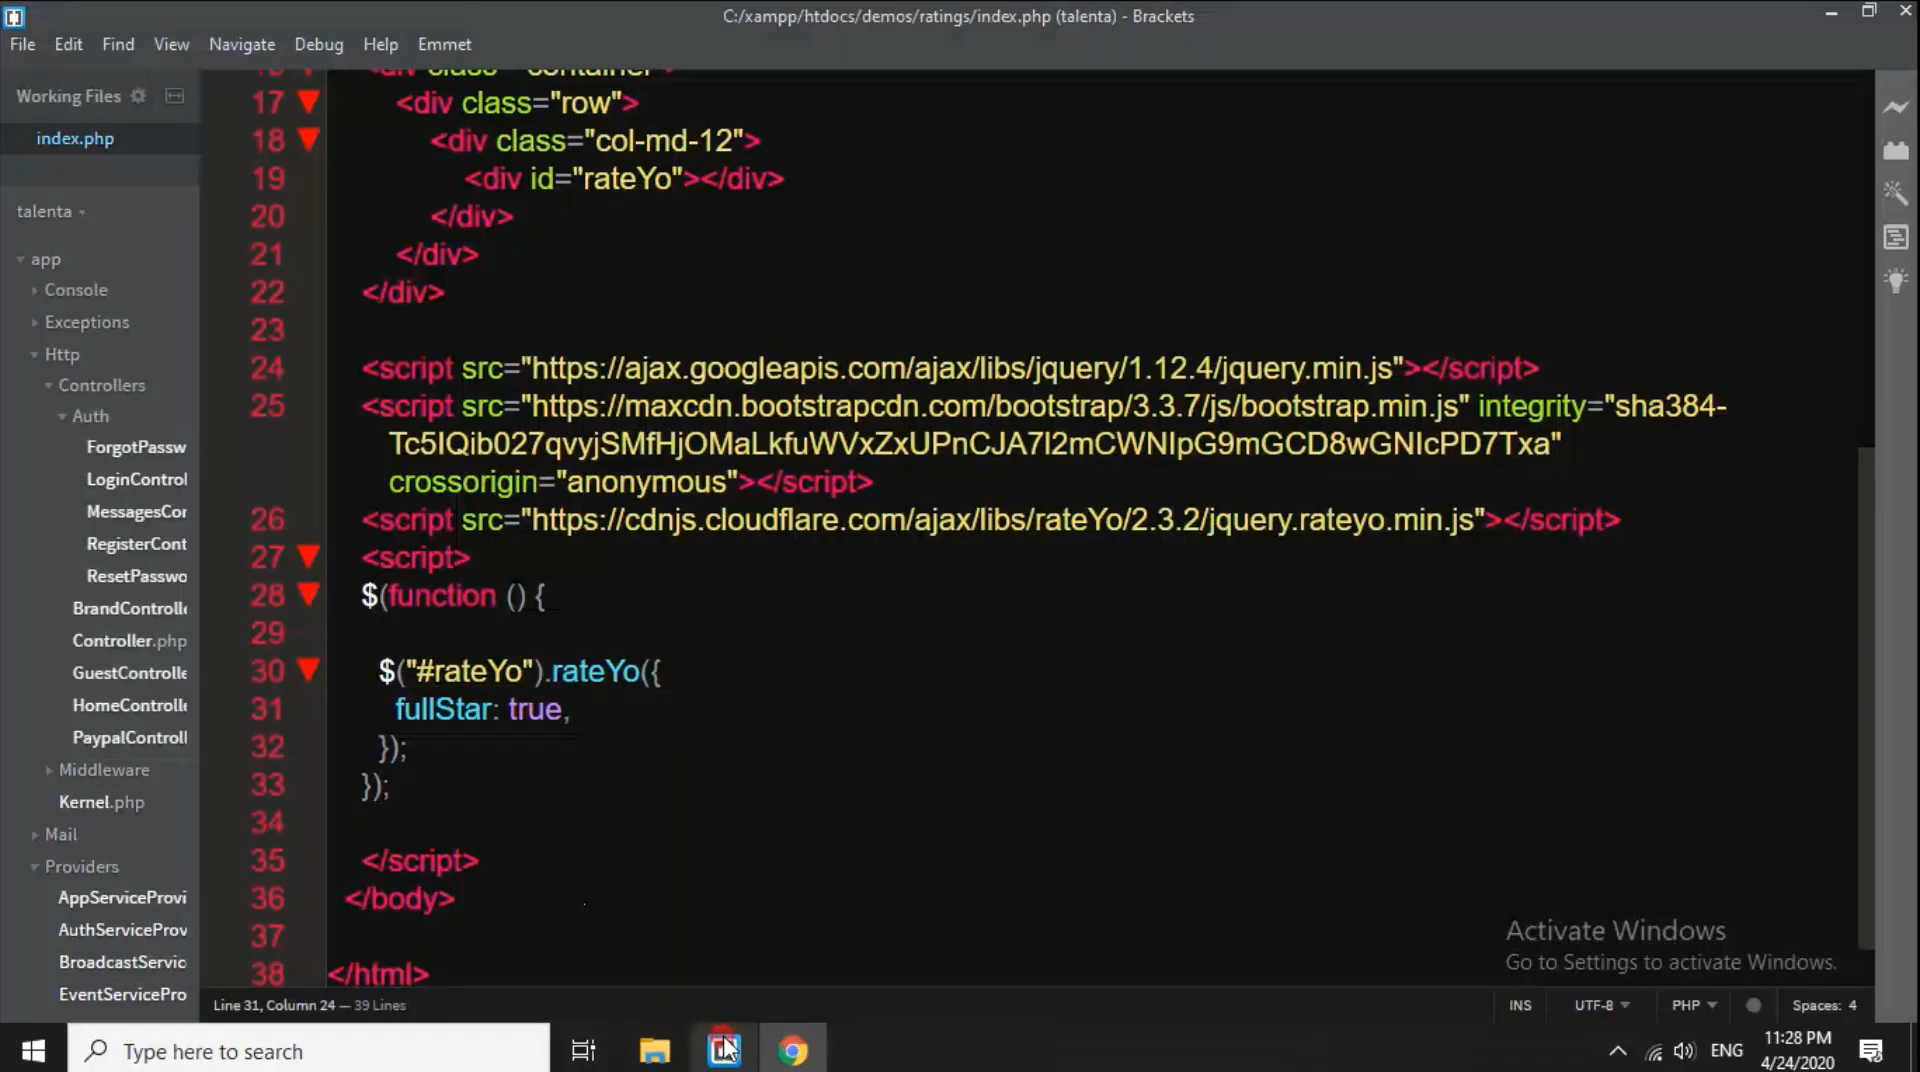 C:/xampp/htdocs/demos/ratings/index.php (talenta) - Brackets
File Edit Find View Navigate Debug Help Emmet
Working Files
index.php
talenta
app
Console
Exceptions
Http
Controllers
Auth
ForgotPassw
LoginControl
MessagesCor
RegisterCont
ResetPasswo
BrandControlle
Controller.php
GuestControlle
HomeControlle
PaypalControll
Middleware
Kernel.php
Mail
Providers
AppServiceProvi
AuthServiceProv
BroadcastServic
EventServicePro
16 <div class="container">
17 <div class="row">
18 <div class="col-md-12">
19 <div id="rateYo"></div>
20 </div>
21 </div>
22 </div>
23
24 <script src="https://ajax.googleapis.com/ajax/libs/jquery/1.12.4/jquery.min.js"></script>
25 <script src="https://maxcdn.bootstrapcdn.com/bootstrap/3.3.7/js/bootstrap.min.js" integrity="sha384-
Tc5IQib027qvyjSMfHjOMaLkfuWVxZxUPnCJA7l2mCWNIpG9mGCD8wGNIcPD7Txa"
crossorigin="anonymous"></script>
26 <script src="https://cdnjs.cloudflare.com/ajax/libs/rateYo/2.3.2/jquery.rateyo.min.js"></script>
27 <script>
28 $(function () {
29
30 $("#rateYo").rateYo({
31 fullStar: true,
32 });
33 });
34
35 </script>
36 </body>
37
38 </html>
Activate Windows
Go to Settings to activate Windows.
Line 31, Column 24 — 39 Lines
INS UTF-8 PHP Spaces: 4
Type here to search
ENG
11:28 PM
4/24/2020